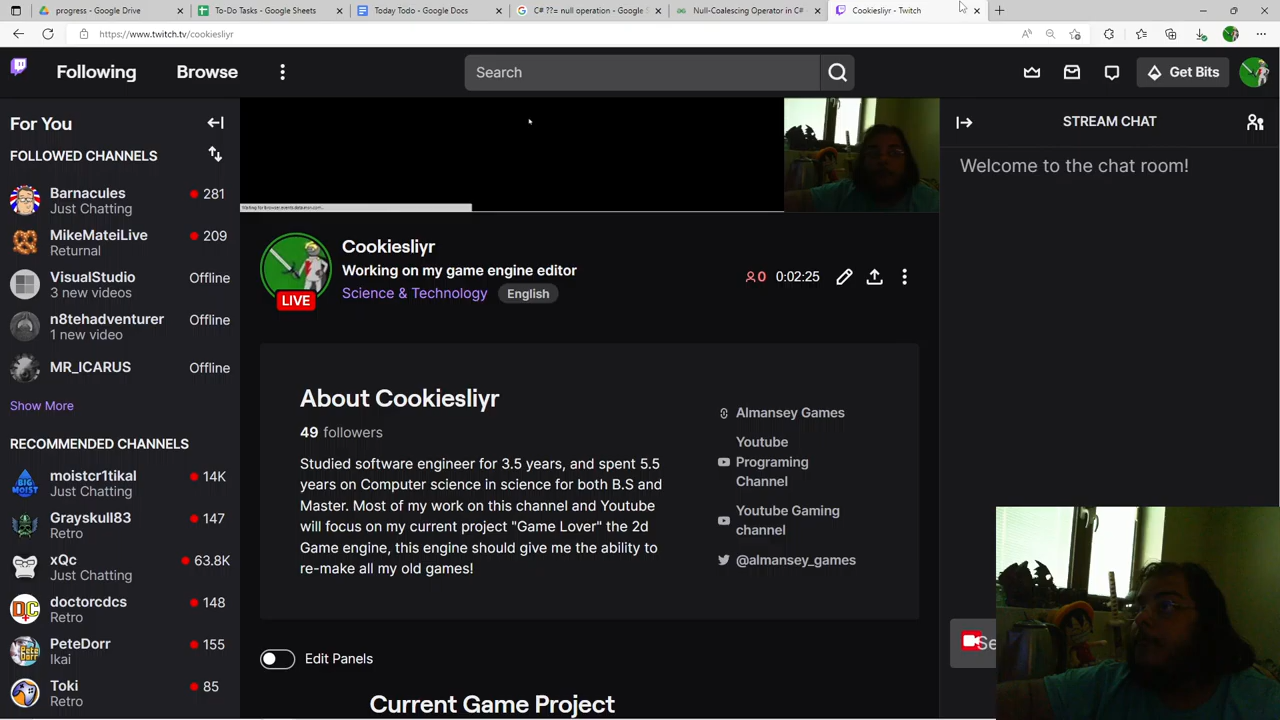 progress - Google Drive
To-Do Tasks - Google Sheets
Today Todo - Google Docs
C# ??= null operation - Google S
Null-Coalescing Operator in C#
Cookiesliyr - Twitch
https://www.twitch.tv/cookiesliyr
Following
Browse
Search
Get Bits
For You
FOLLOWED CHANNELS
Barnacules
281
Just Chatting
MikeMateiLive
209
Returnal
VisualStudio
Offline
3 new videos
n8tehadventurer
Offline
1 new video
MR_ICARUS
Offline
Show More
RECOMMENDED CHANNELS
moistcr1tikal
14K
Just Chatting
Grayskull83
147
Retro
xQc
63.8K
Just Chatting
doctorcdcs
148
Retro
PeteDorr
155
Ikai
Toki
85
Retro
Cookiesliyr
Working on my game engine editor
Science & Technology
English
LIVE
0
0:02:25
About Cookiesliyr
49 followers
Studied software engineer for 3.5 years, and spent 5.5
years on Computer science in science for both B.S and
Master. Most of my work on this channel and Youtube
will focus on my current project "Game Lover" the 2d
Game engine, this engine should give me the ability to
re-make all my old games!
Almansey Games
Youtube
Programing
Channel
Youtube Gaming
channel
@almansey_games
Edit Panels
Current Game Project
STREAM CHAT
Welcome to the chat room!
Se